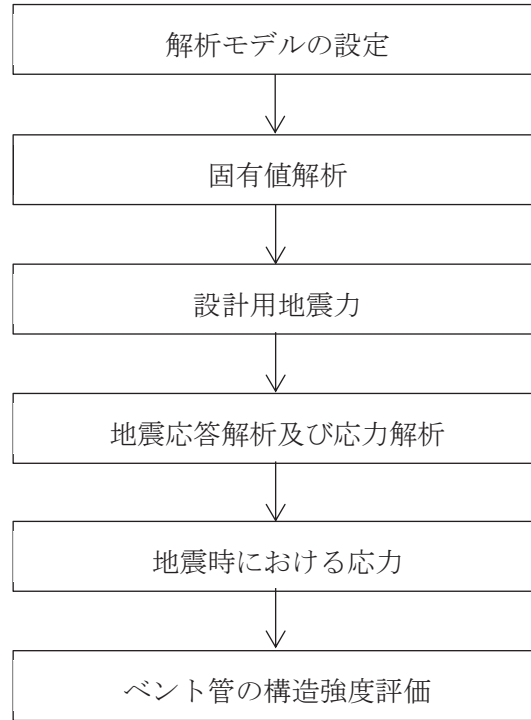 解析モデルの設定
固有値解析
設計用地震力
地震応答解析及び応力解析
地震時における応力
ベント管の構造強度評価